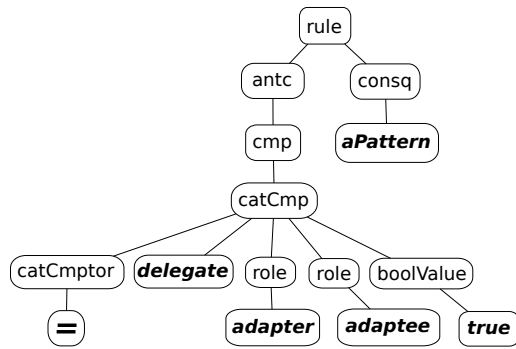 rule
antc consq
cmp aPattern
catCmp
catCmptor delegate role role boolValue
= adapter adaptee true